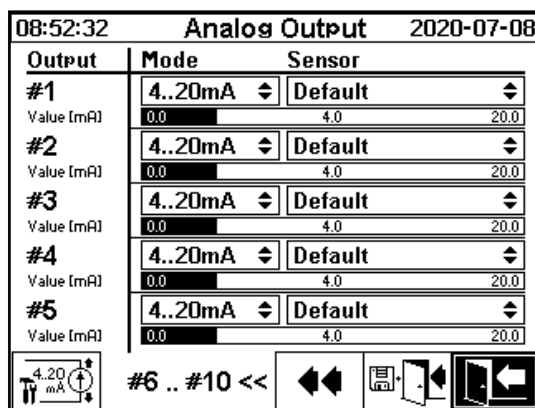 08:52:32 Analog Output 2020-07-08
Output Mode Sensor
#1 4..20mA Default
Value [mA] 0.0 4.0 20.0
#2 4..20mA Default
Value [mA] 0.0 4.0 20.0
#3 4..20mA Default
Value [mA] 0.0 4.0 20.0
#4 4..20mA Default
Value [mA] 0.0 4.0 20.0
#5 4..20mA Default
Value [mA] 0.0 4.0 20.0
4.20 mA #6 .. #10 <<